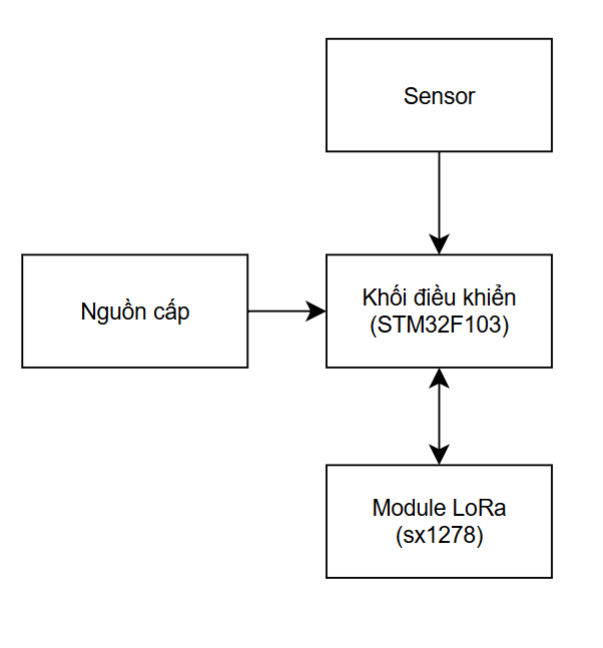 Sensor
Nguồn cấp
Khối điều khiển
(STM32F103)
Module LoRa
(sx1278)